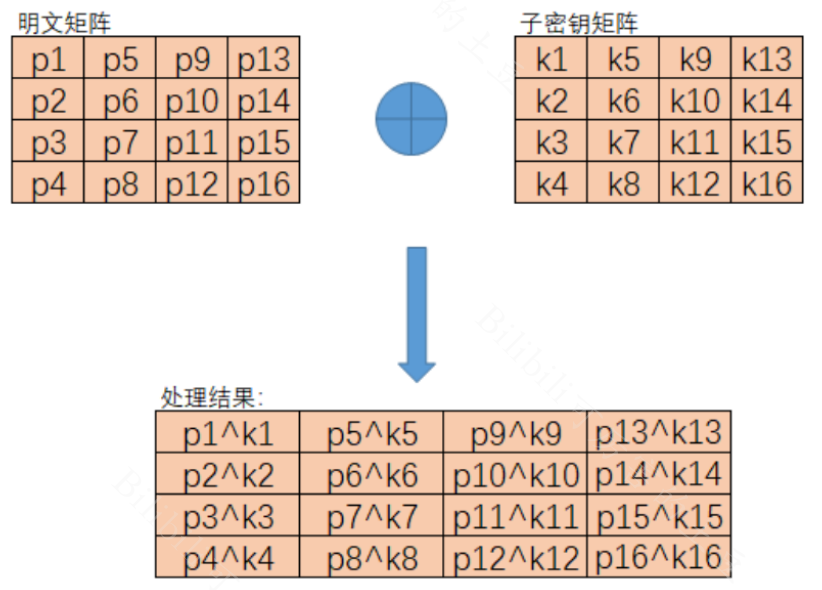 明文矩阵
p1 p5 p9 p13
p2 p6 p10 p14
p3 p7 p11 p15
p4 p8 p12 p16
子密钥矩阵
k1 k5 k9 k13
k2 k6 k10 k14
k3 k7 k11 k15
k4 k8 k12 k16
处理结果:
p1^k1 p5^k5 p9^k9 p13^k13
p2^k2 p6^k6 p10^k10 p14^k14
p3^k3 p7^k7 p11^k11 p15^k15
p4^k4 p8^k8 p12^k12 p16^k16
Bilibili